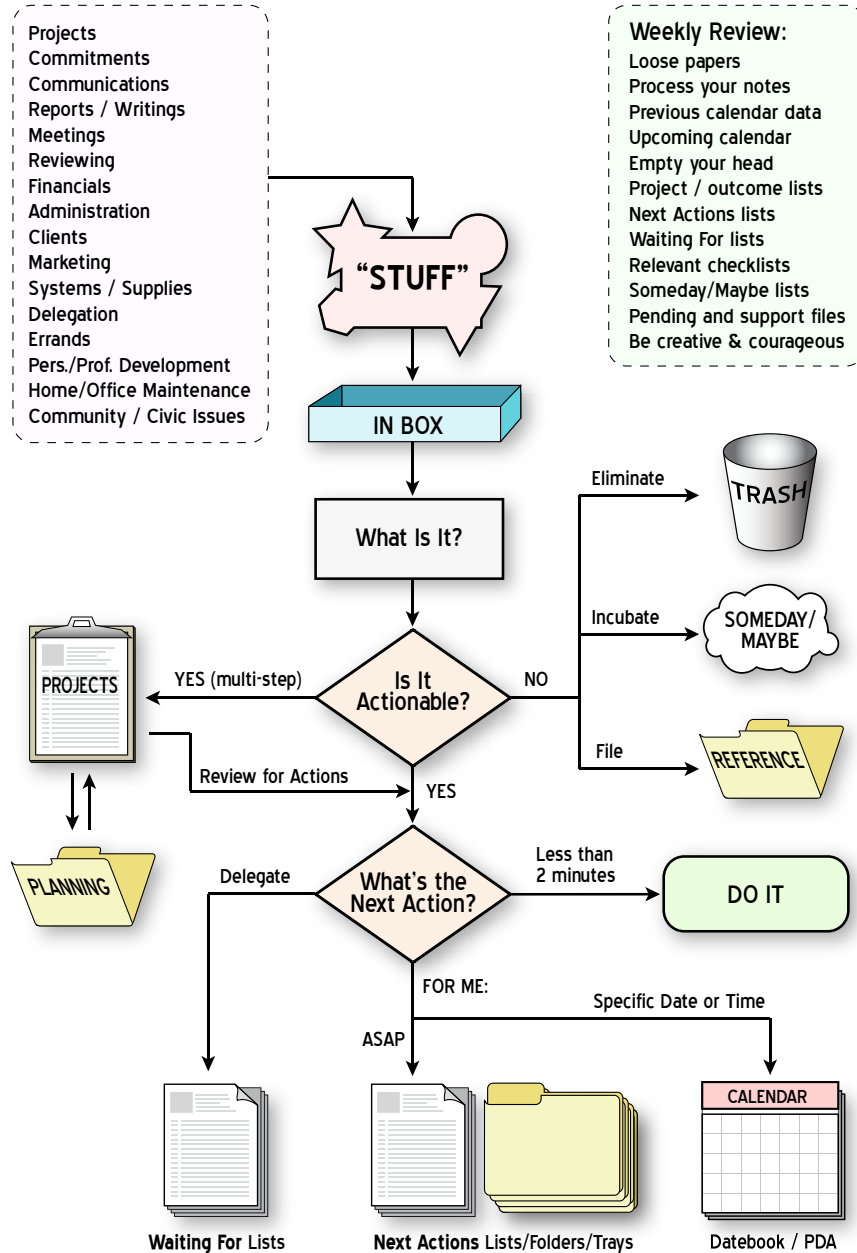 Projects
Commitments
Communications
Reports / Writings
Meetings
Reviewing
Financials
Administration
Clients
Marketing
Systems / Supplies
Delegation
Errands
Pers./Prof. Development
Home/Office Maintenance
Community / Civic Issues
Weekly Review:
Loose papers
Process your notes
Previous calendar data
Upcoming calendar
Empty your head
Project / outcome lists
Next Actions lists
Waiting For lists
Relevant checklists
Someday/Maybe lists
Pending and support files
Be creative & courageous
“STUFF”
IN BOX
What Is It?
Eliminate
TRASH
Incubate
SOMEDAY/
MAYBE
PROJECTS
YES (multi-step)
Is It
Actionable?
NO
File
REFERENCE
Review for Actions
YES
PLANNING
Delegate
What's the
Next Action?
Less than
2 minutes
DO IT
FOR ME:
Specific Date or Time
ASAP
CALENDAR
Waiting For Lists
Next Actions Lists/Folders/Trays
Datebook / PDA